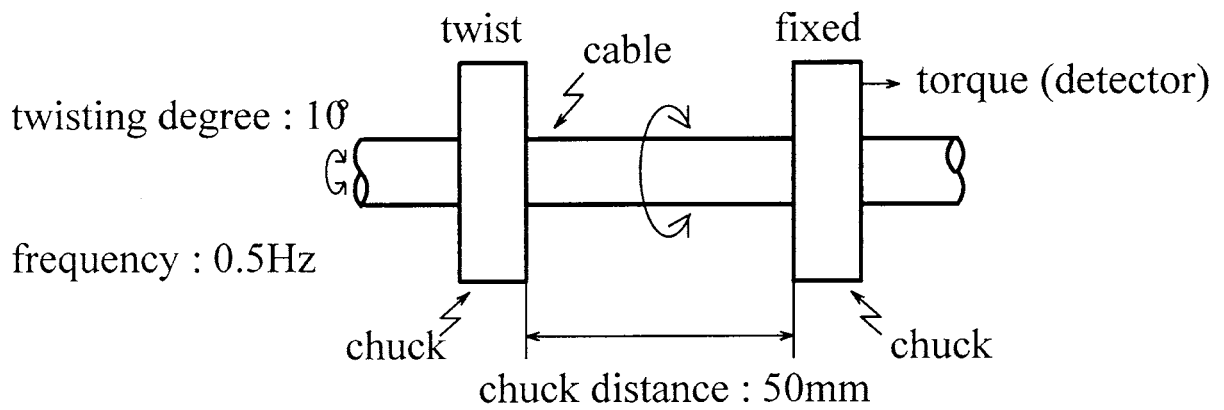 twist
fixed
cable
torque (detector)
twisting degree : 10°
frequency : 0.5Hz
chuck
chuck
chuck distance : 50mm